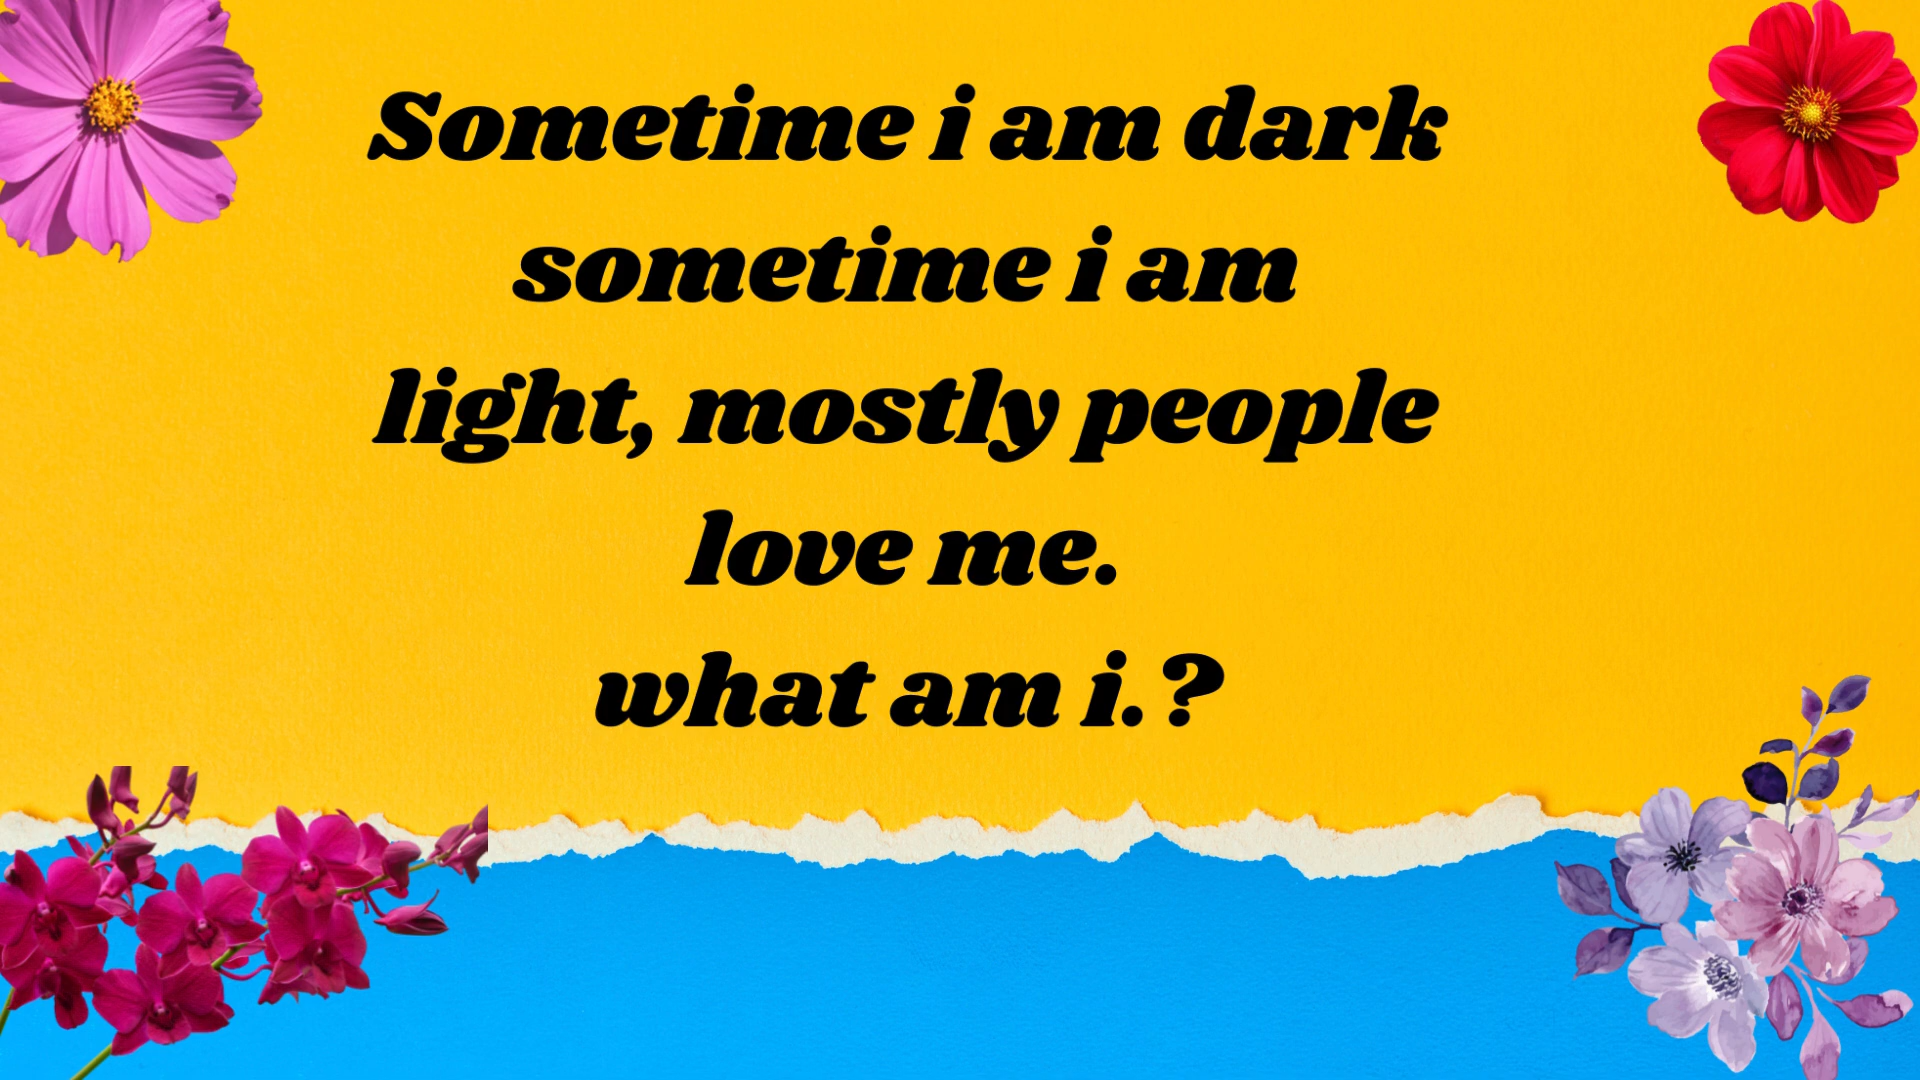 Sometime i am dark
sometime i am
light, mostly people
love me.
what am i.?